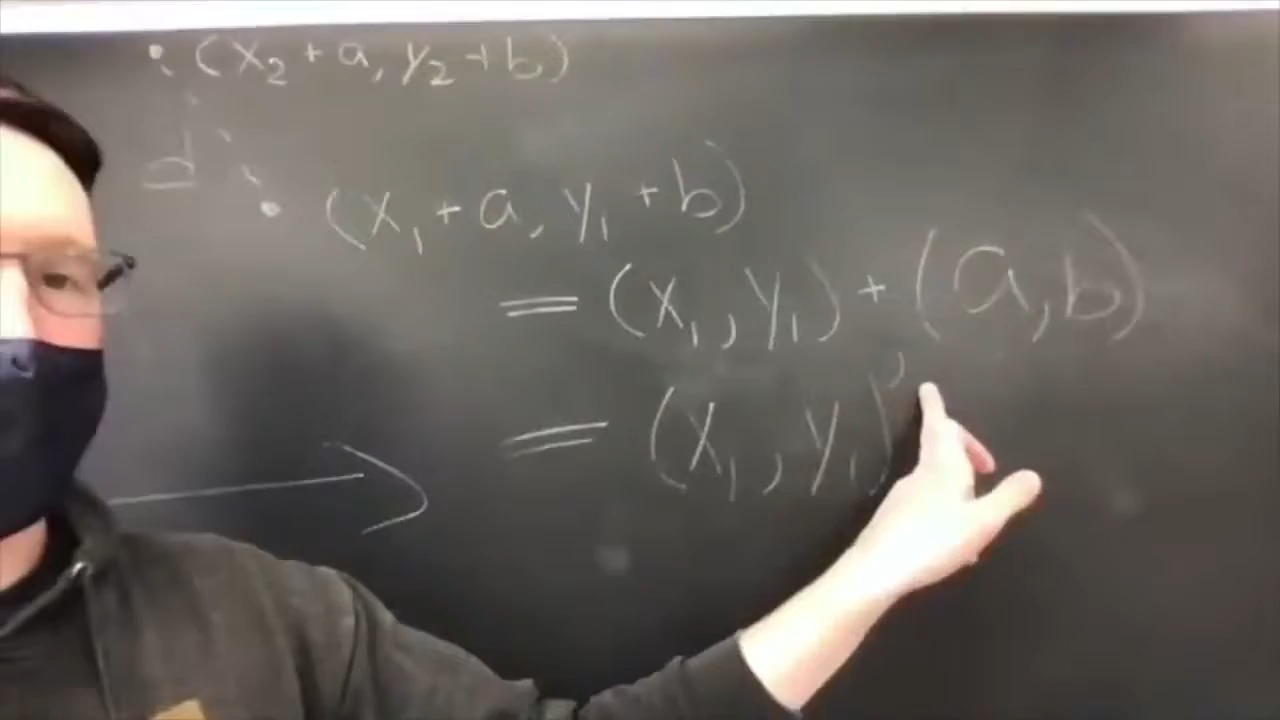 (x₂ + a, y₂ + b)
d
(x₁ + a, y₁ + b)
= (x₁, y₁) + (a, b)
= (x₁, y₁)'